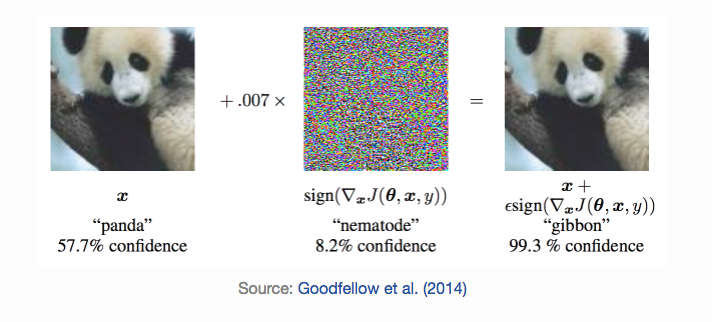 + .007 ×
=
x
sign(∇ₓJ(θ, x, y))
x +
ϵsign(∇ₓJ(θ, x, y))
“panda”
“nematode”
“gibbon”
57.7% confidence
8.2% confidence
99.3 % confidence
Source: Goodfellow et al. (2014)